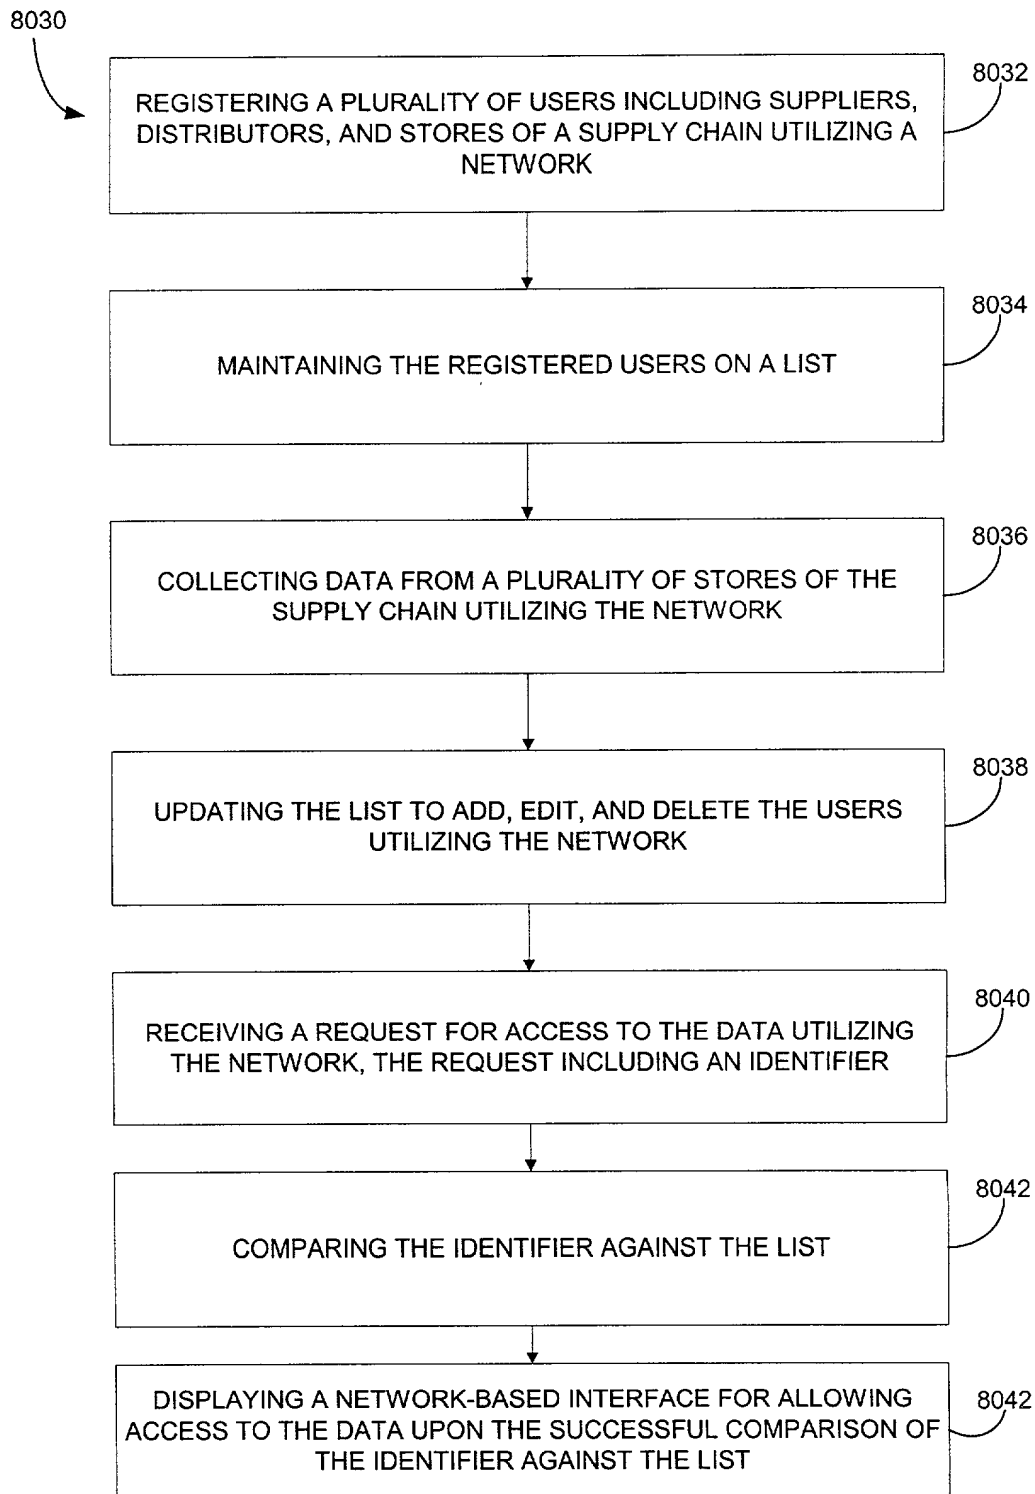 8030
8032
REGISTERING A PLURALITY OF USERS INCLUDING SUPPLIERS,
DISTRIBUTORS, AND STORES OF A SUPPLY CHAIN UTILIZING A
NETWORK
8034
MAINTAINING THE REGISTERED USERS ON A LIST
8036
COLLECTING DATA FROM A PLURALITY OF STORES OF THE
SUPPLY CHAIN UTILIZING THE NETWORK
8038
UPDATING THE LIST TO ADD, EDIT, AND DELETE THE USERS
UTILIZING THE NETWORK
8040
RECEIVING A REQUEST FOR ACCESS TO THE DATA UTILIZING
THE NETWORK, THE REQUEST INCLUDING AN IDENTIFIER
8042
COMPARING THE IDENTIFIER AGAINST THE LIST
8042
DISPLAYING A NETWORK-BASED INTERFACE FOR ALLOWING
ACCESS TO THE DATA UPON THE SUCCESSFUL COMPARISON OF
THE IDENTIFIER AGAINST THE LIST